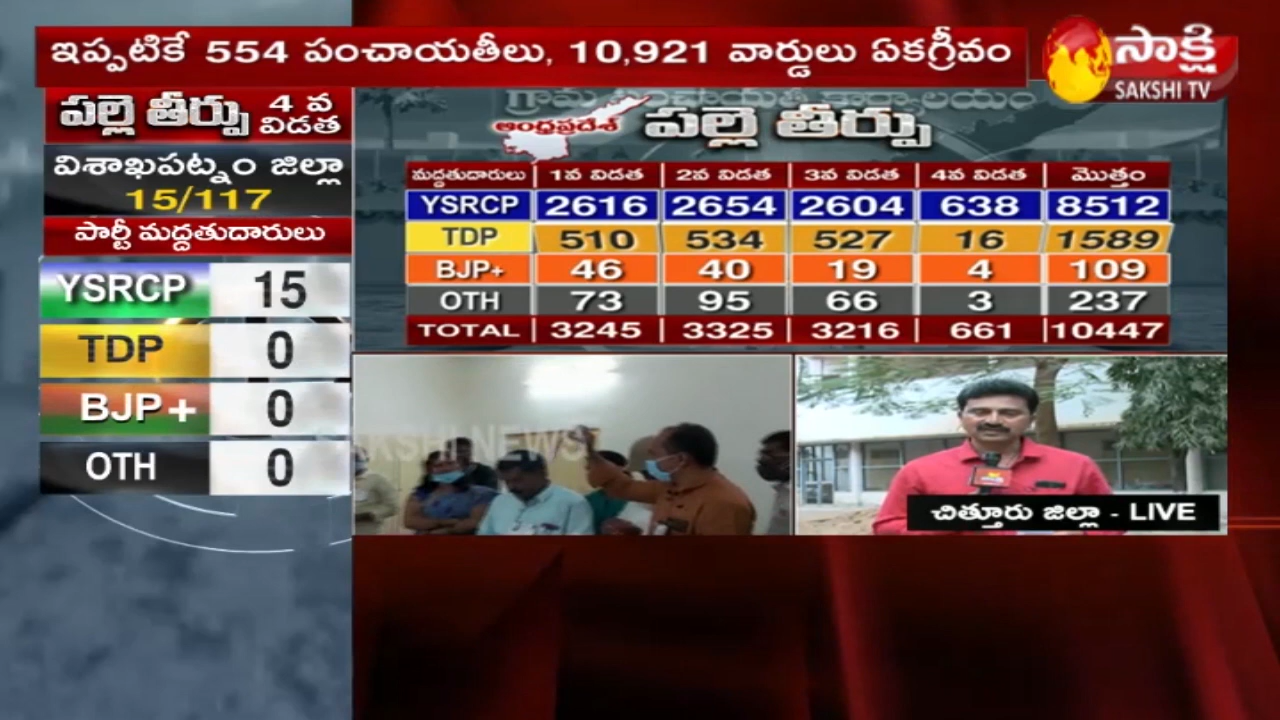 ఇప్పటికే 554 పంచాయతీలు, 10,921 వార్డులు ఏకగ్రీవం
సాక్షి
SAKSHI TV
పల్లె తీర్పు 4 వ విడత
విశాఖపట్నం జిల్లా
15/117
పార్టీ మద్దతుదారులు
YSRCP 15
TDP 0
BJP+ 0
OTH 0
గ్రామ పంచాయతీ కార్యాలయం
ఆంధ్రప్రదేశ్ పల్లె తీర్పు
మద్దతుదారులు 1వ విడత 2వ విడత 3వ విడత 4వ విడత మొత్తం
YSRCP 2616 2654 2604 638 8512
TDP 510 534 527 16 1589
BJP+ 46 40 19 4 109
OTH 73 95 66 3 237
TOTAL 3245 3325 3216 661 10447
SAKSHI NEWS
చిత్తూరు జిల్లా - LIVE